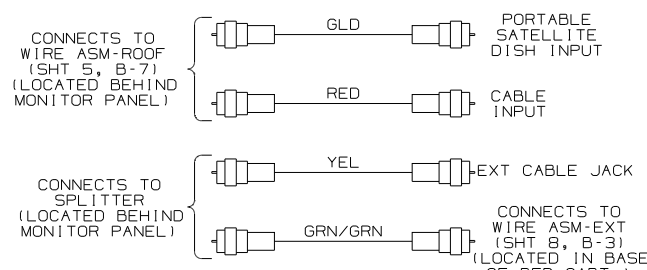 CONNECTS TO
WIRE ASM-ROOF
(SHT 5, B-7)
(LOCATED BEHIND
MONITOR PANEL)
GLD
PORTABLE
SATELLITE
DISH INPUT
RED
CABLE
INPUT
CONNECTS TO
SPLITTER
(LOCATED BEHIND
MONITOR PANEL)
YEL
EXT CABLE JACK
GRN/GRN
CONNECTS TO
WIRE ASM-EXT
(SHT 8, B-3)
(LOCATED IN BASE